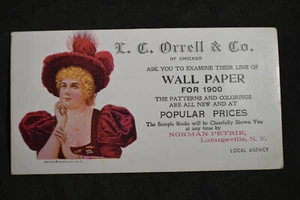 L. C. Orrell & Co.
OF CHICAGO
ASK YOU TO EXAMINE THEIR LINE OF
WALL PAPER
FOR 1900
THE PATTERNS AND COLORINGS
ARE ALL NEW AND AT
POPULAR PRICES
The Sample Books will be Cheerfully Shown You
at any time by
NORMAN PETRIE,
Lafargeville, N. Y.
LOCAL AGENCY